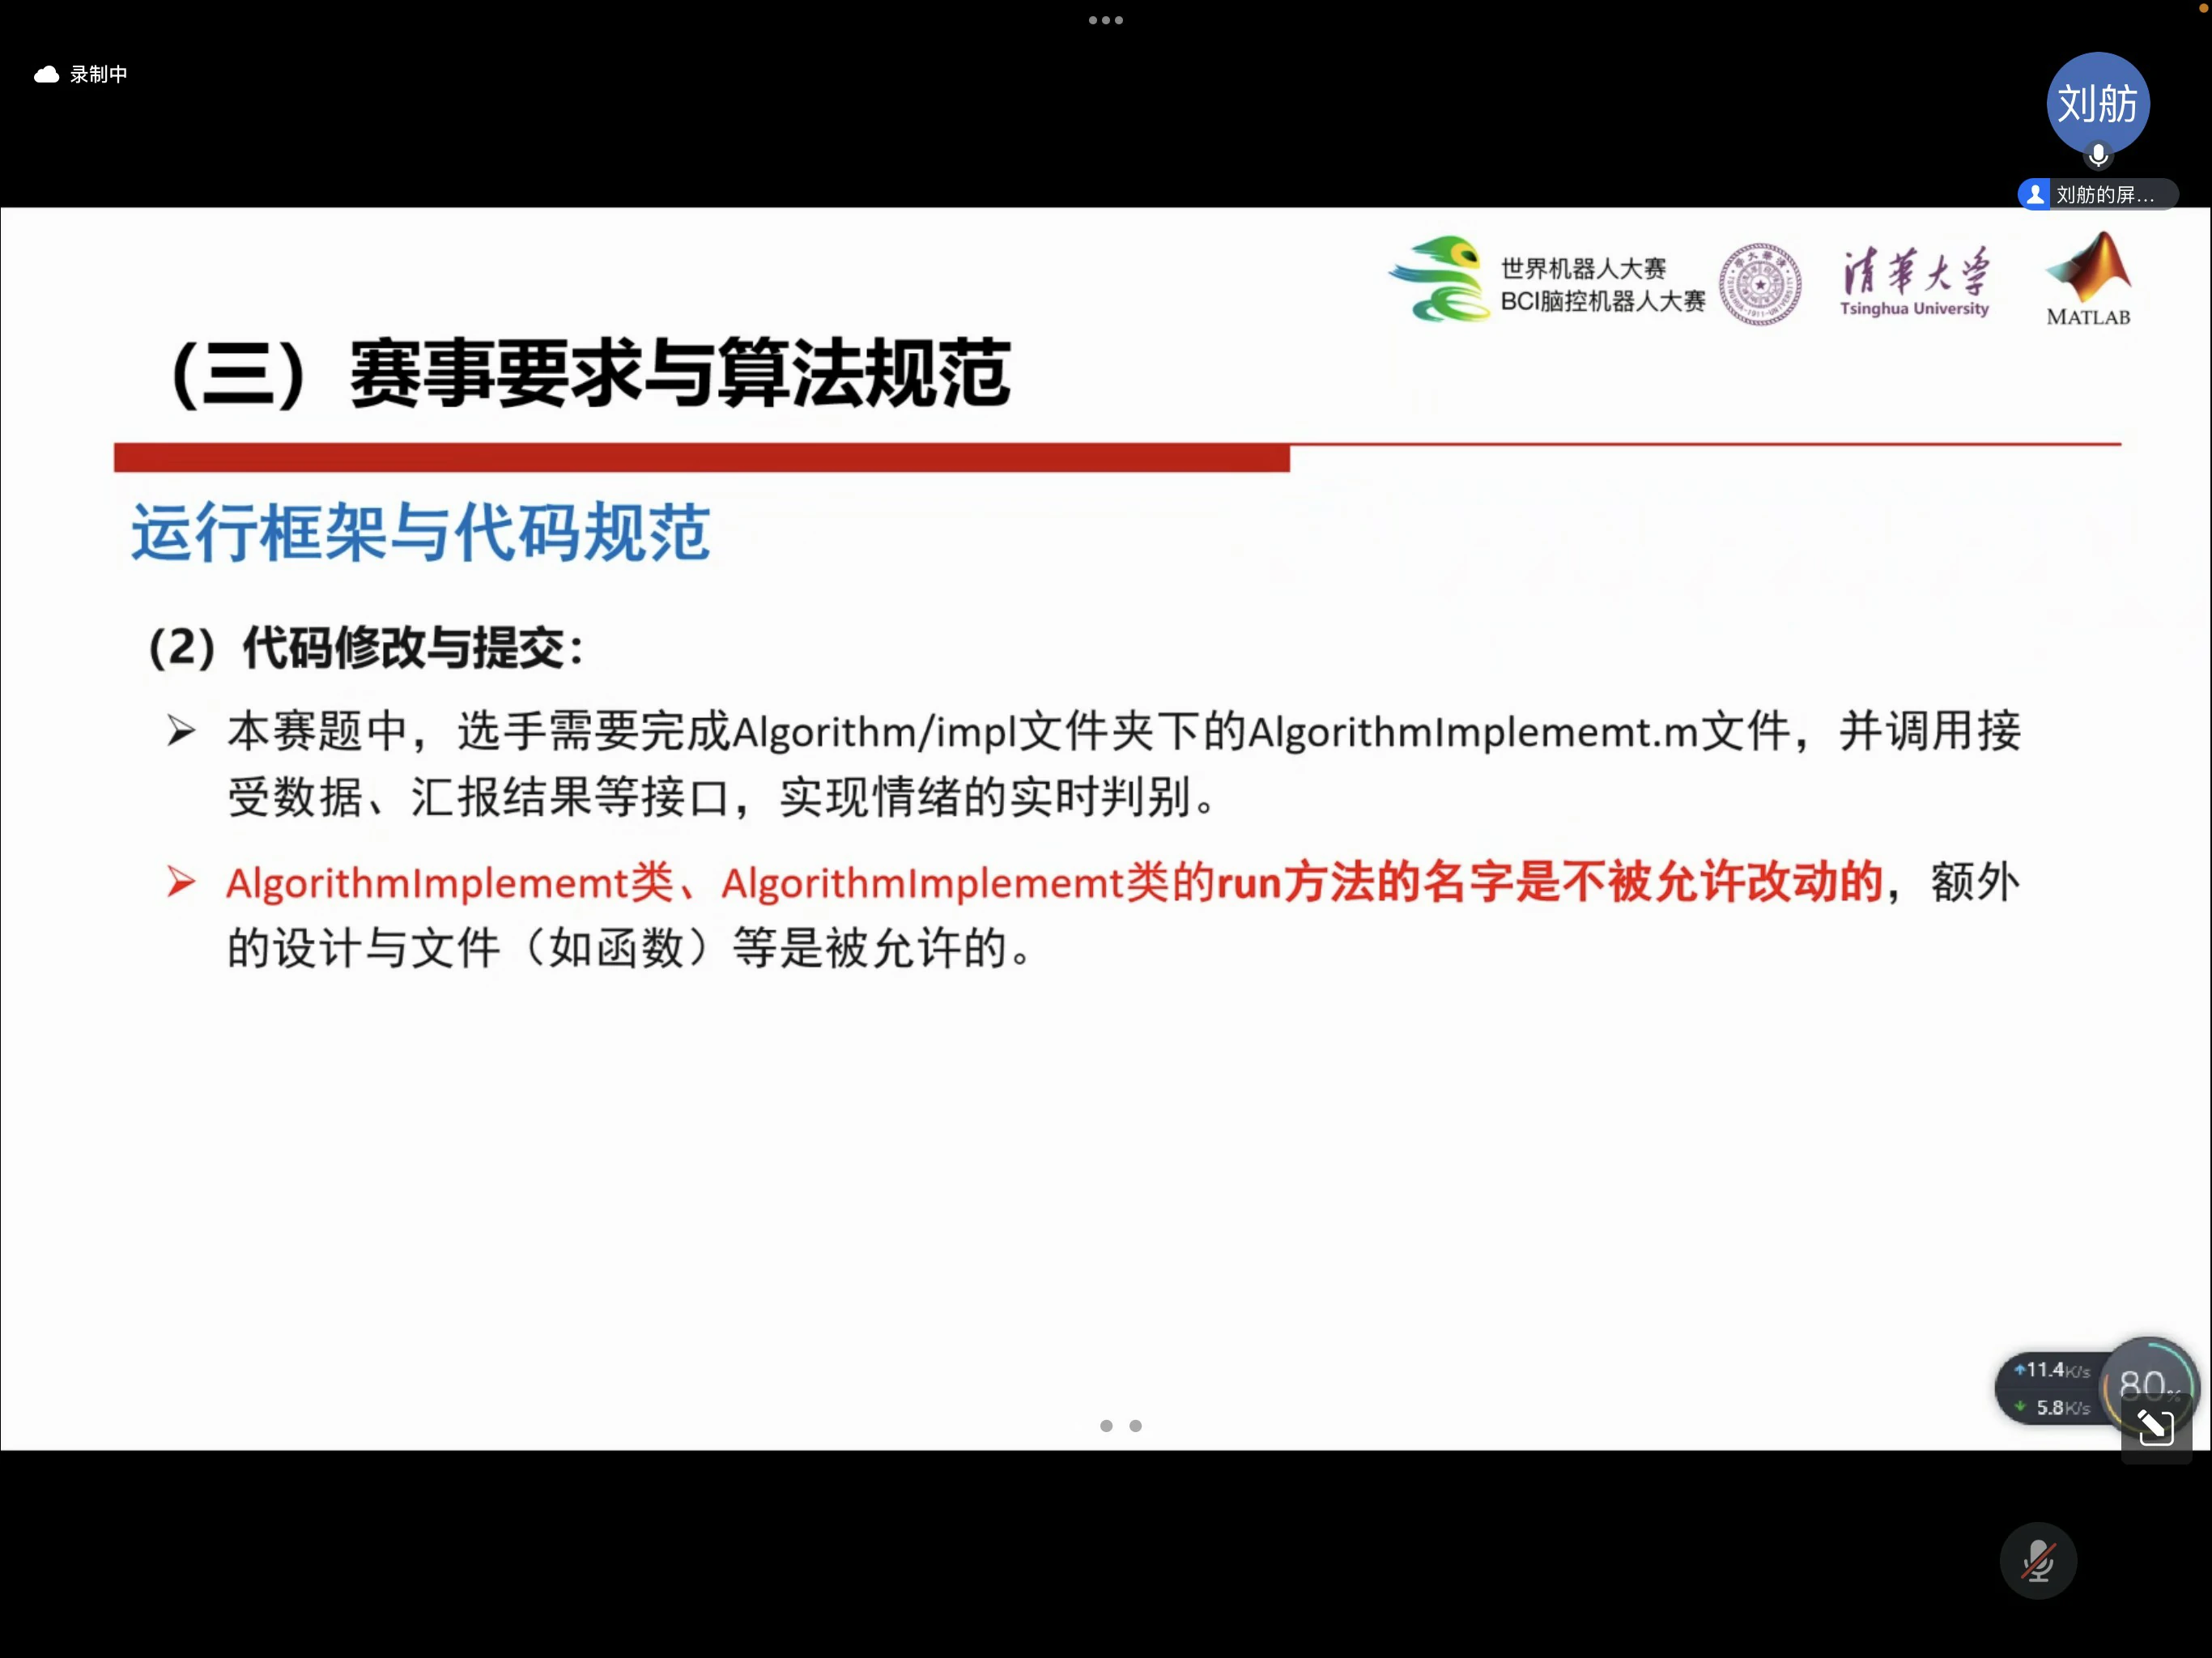 录制中
刘舫
刘舫的屏...
世界机器人大赛
BCI脑控机器人大赛
清华大学
Tsinghua University
MATLAB
（三）赛事要求与算法规范
运行框架与代码规范
（2）代码修改与提交：
➢ 本赛题中，选手需要完成Algorithm/impl文件夹下的AlgorithmImplememt.m文件，并调用接
受数据、汇报结果等接口，实现情绪的实时判别。
➢ AlgorithmImplememt类、AlgorithmImplememt类的run方法的名字是不被允许改动的，额外
的设计与文件（如函数）等是被允许的。
11.4K/s
5.8K/s
80%